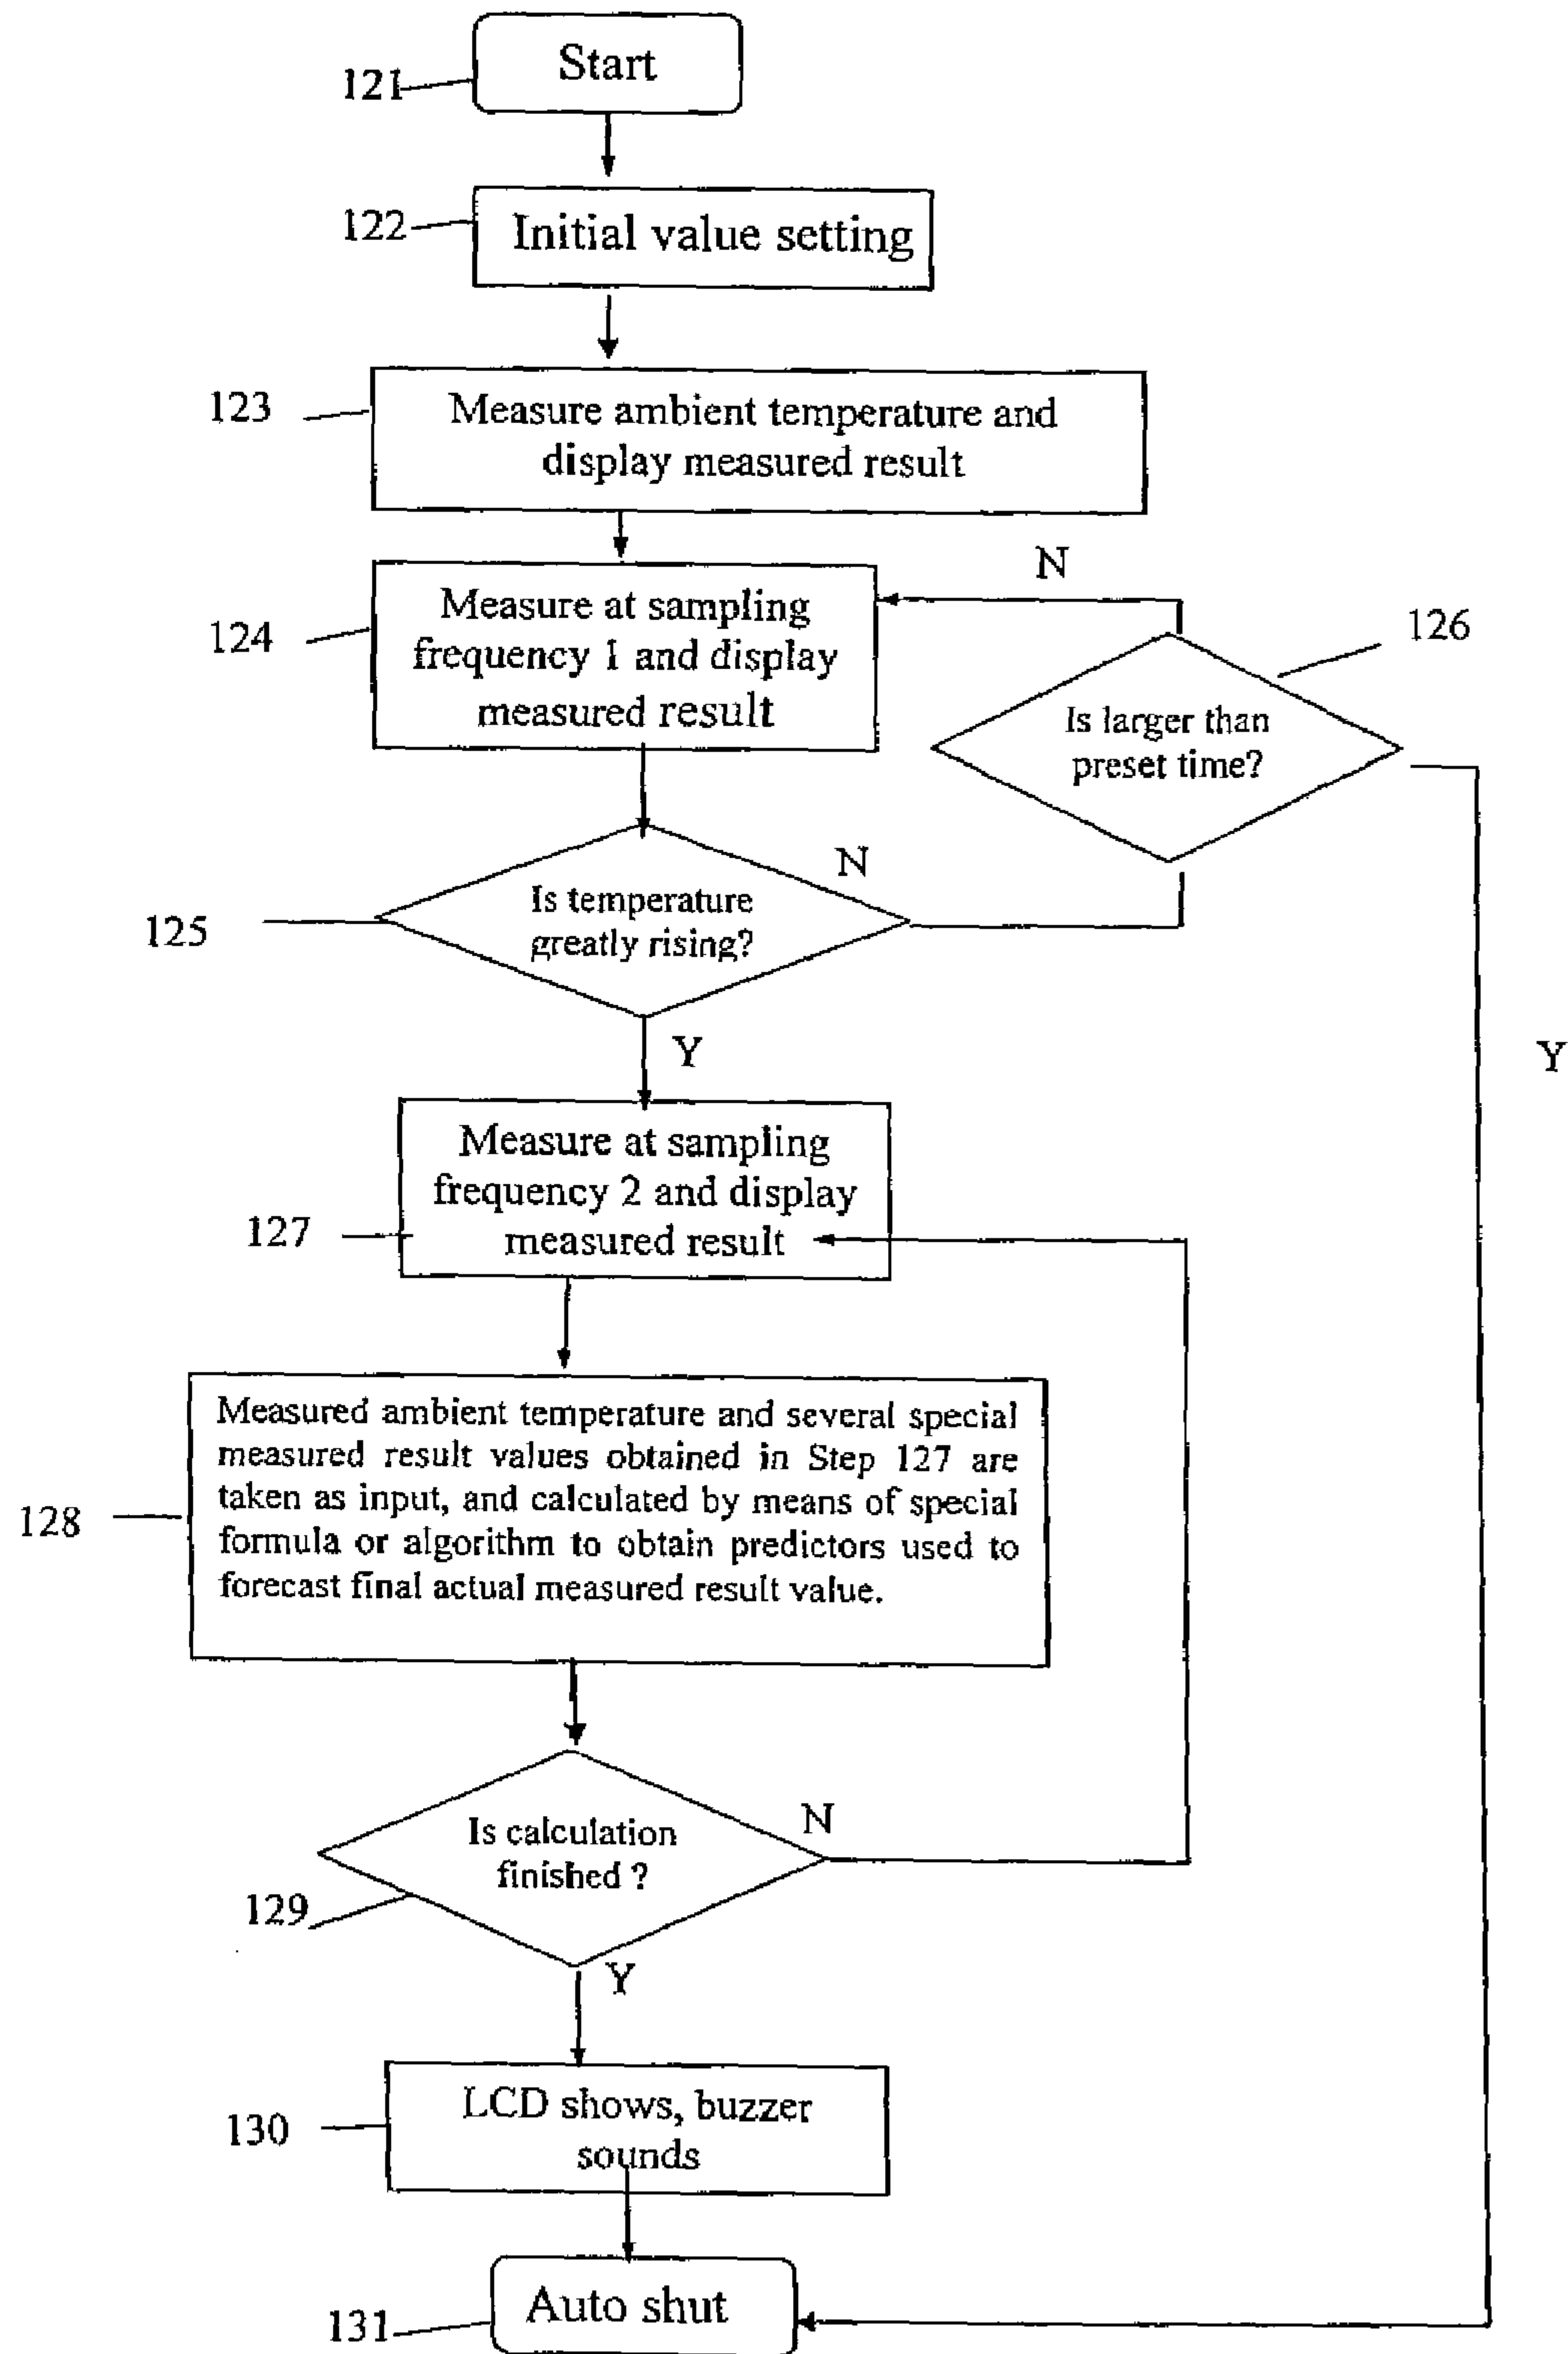 Start
121
122
Initial value setting
123
Measure ambient temperature and
display measured result
N
124
Measure at sampling
frequency 1 and display
measured result
126
Is larger than
preset time?
N
125
Is temperature
greatly rising?
Y
Y
Measure at sampling
frequency 2 and display
127
measured result
128
Measured ambient temperature and several special
measured result values obtained in Step 127 are
taken as input, and calculated by means of special
formula or algorithm to obtain predictors used to
forecast final actual measured result value.
N
Is calculation
finished ?
129
Y
130
LCD shows, buzzer
sounds
Auto shut
131